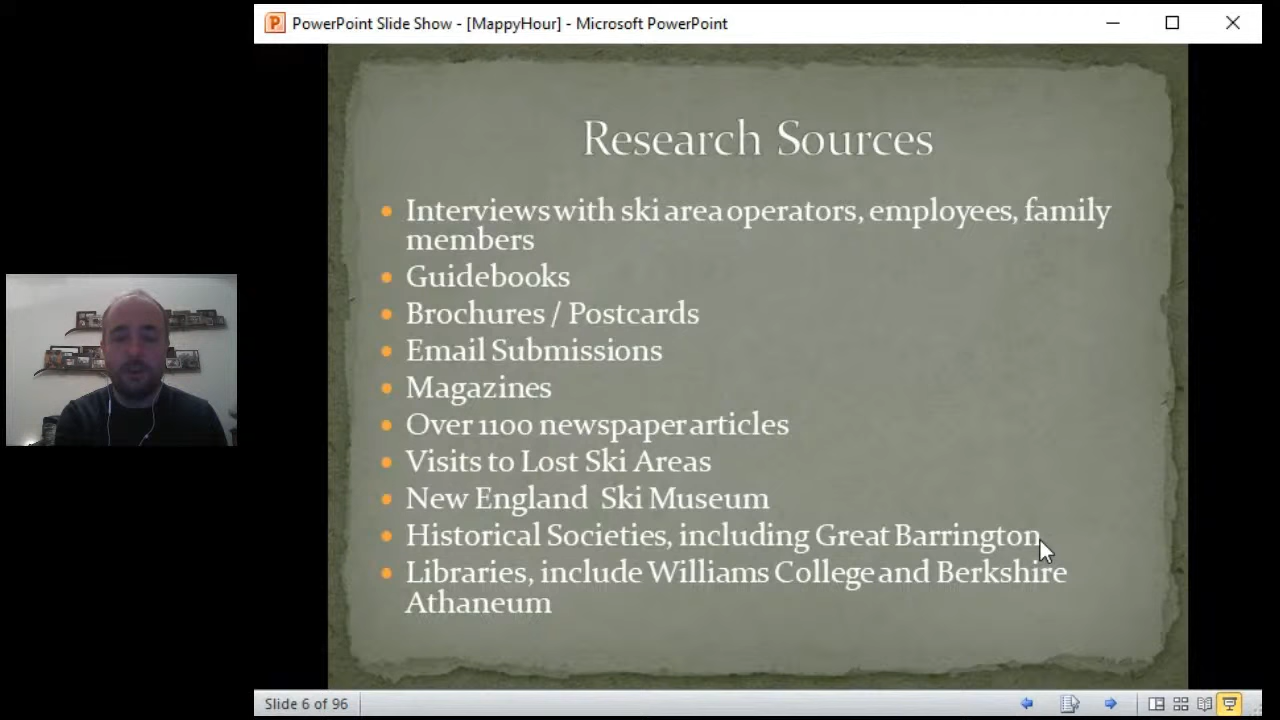 PowerPoint Slide Show - [MappyHour] - Microsoft PowerPoint
Research Sources
Interviews with ski area operators, employees, family
members
Guidebooks
Brochures / Postcards
Email Submissions
Magazines
Over 1100 newspaper articles
Visits to Lost Ski Areas
New England Ski Museum
Historical Societies, including Great Barrington
Libraries, include Williams College and Berkshire
Athaneum
Slide 6 of 96